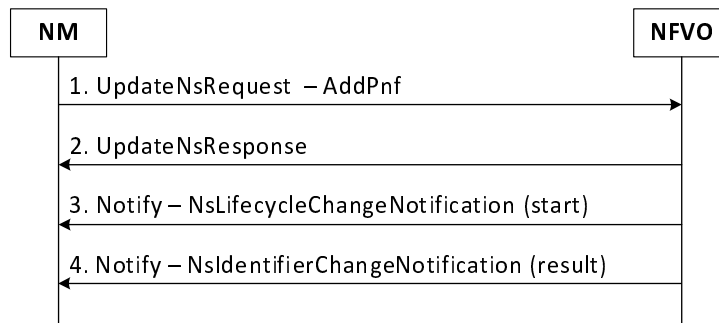 NM
NFVO
1. UpdateNsRequest – AddPnf
2. UpdateNsResponse
3. Notify – NsLifecycleChangeNotification (start)
4. Notify – NsIdentifierChangeNotification (result)